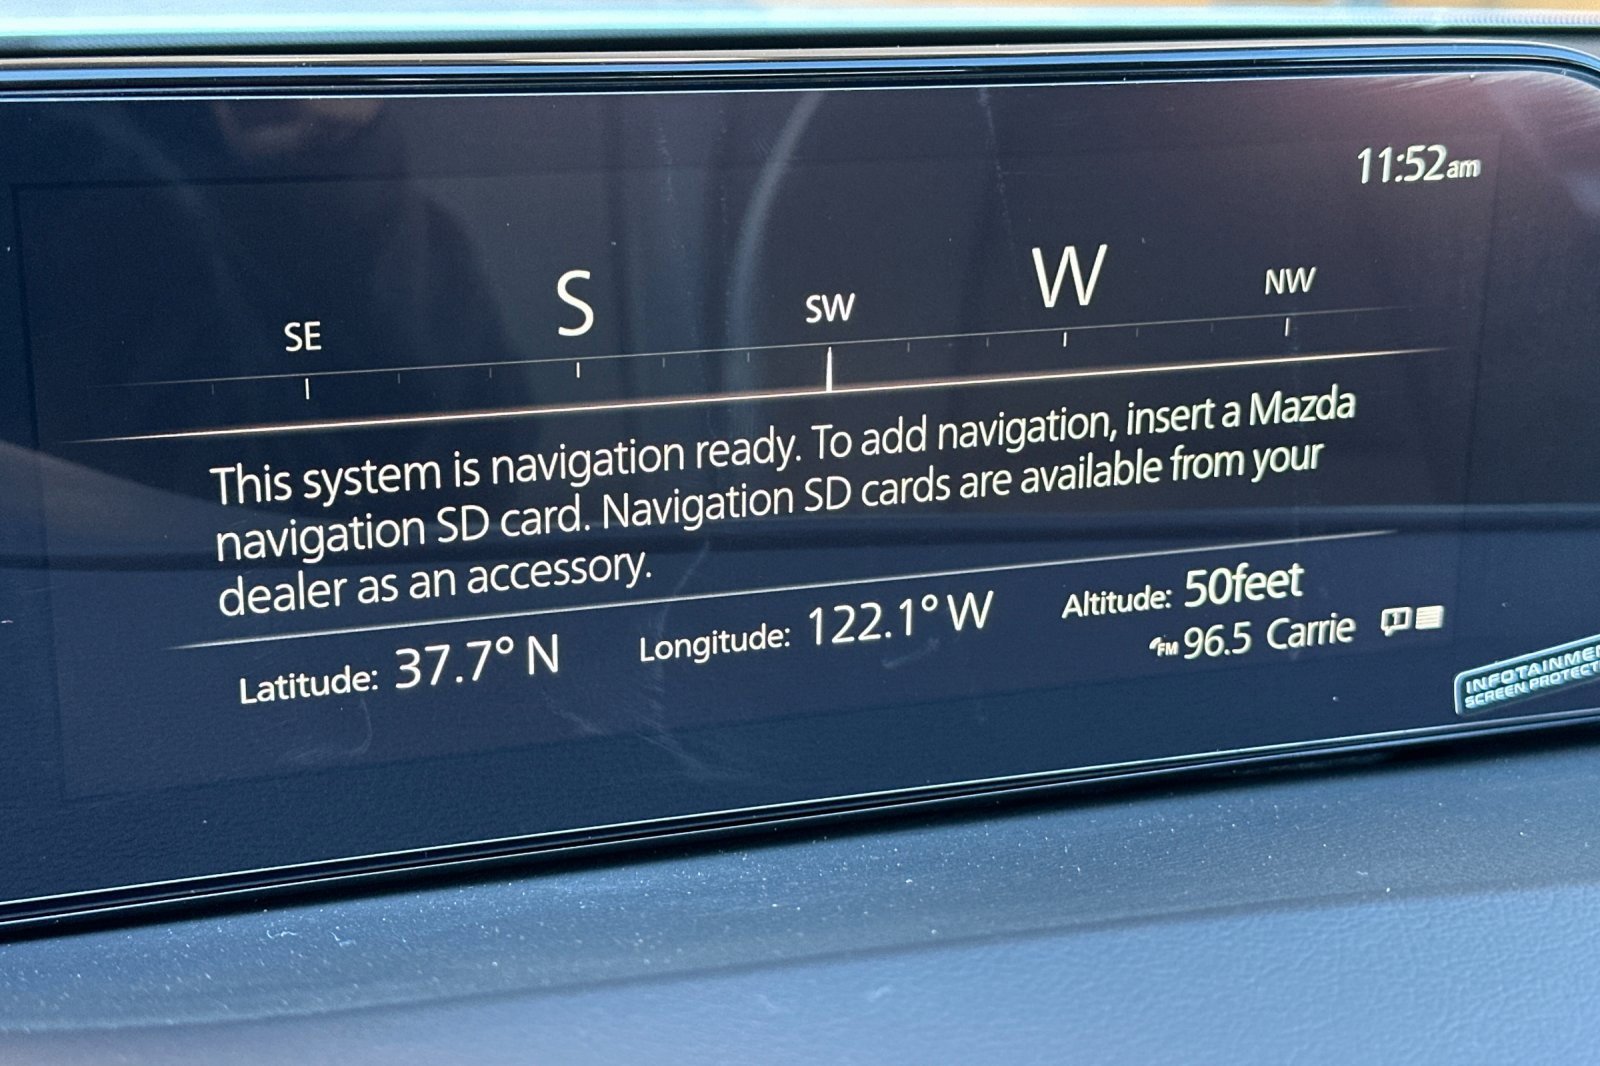 11:52am
SE S SW W NW
This system is navigation ready. To add navigation, insert a Mazda
navigation SD card. Navigation SD cards are available from your
dealer as an accessory.
Latitude: 37.7° N Longitude: 122.1° W Altitude: 50feet
FM 96.5 Carrie 1
SCREEN